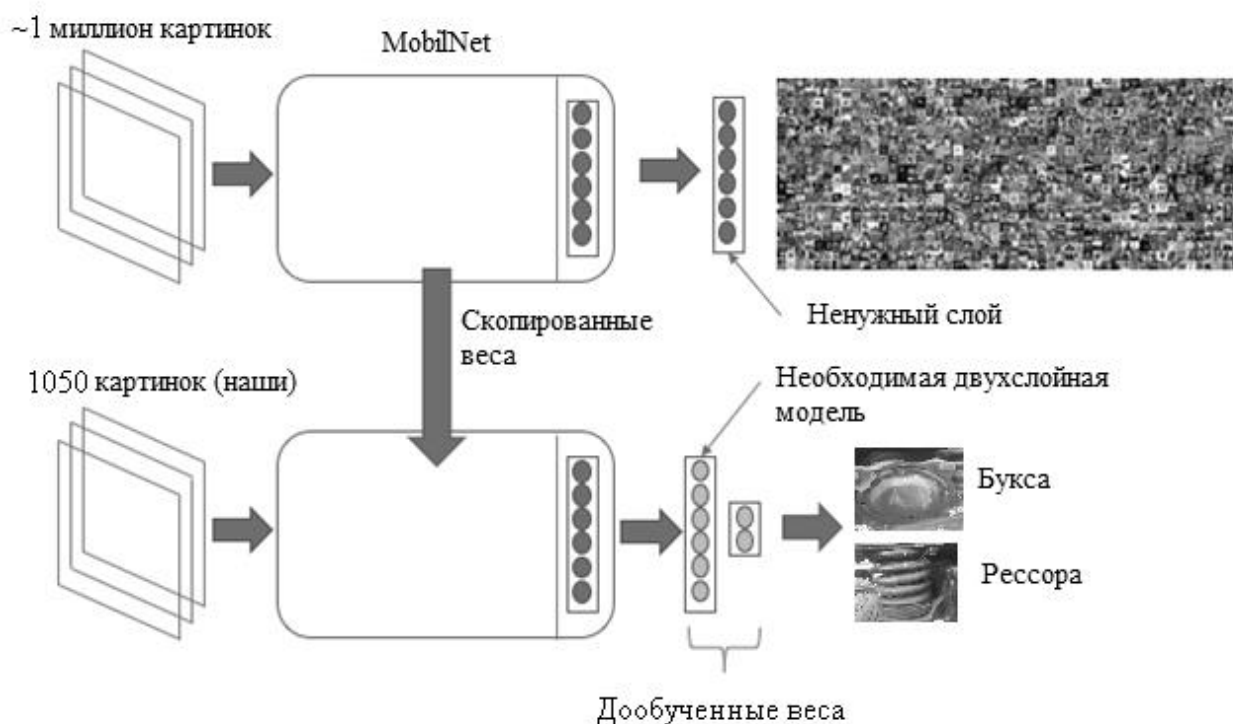 ~1 миллион картинок
MobilNet
Ненужный слой
Скопированные
веса
1050 картинок (наши)
Необходимая двухслойная
модель
Букса
Рессора
Дообученные веса